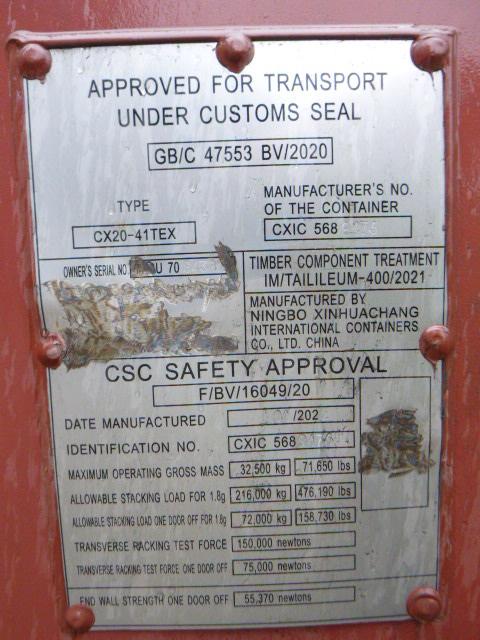 APPROVED FOR TRANSPORT
UNDER CUSTOMS SEAL
GB/C 47553 BV/2020
TYPE
CX20-41TEX
MANUFACTURER'S NO.
OF THE CONTAINER
CXIC 568
OWNER'S SERIAL NO. U 70
TIMBER COMPONENT TREATMENT
IM/TAILILEUM-400/2021
MANUFACTURED BY
NINGBO XINHUACHANG
INTERNATIONAL CONTAINERS
CO., LTD. CHINA
CSC SAFETY APPROVAL
F/BV/16049/20
DATE MANUFACTURED /202
IDENTIFICATION NO. CXIC 568
MAXIMUM OPERATING GROSS MASS 32,500 kg 71,650 lbs
ALLOWABLE STACKING LOAD FOR 1.8g 216,000 kg 476,190 lbs
ALLOWABLE STACKING LOAD ONE DOOR OFF FOR 1.8g 72,000 kg 158,730 lbs
TRANSVERSE RACKING TEST FORCE 150,000 newtons
TRANSVERSE RACKING TEST FORCE ONE DOOR OFF 75,000 newtons
END WALL STRENGTH ONE DOOR OFF 55,370 newtons